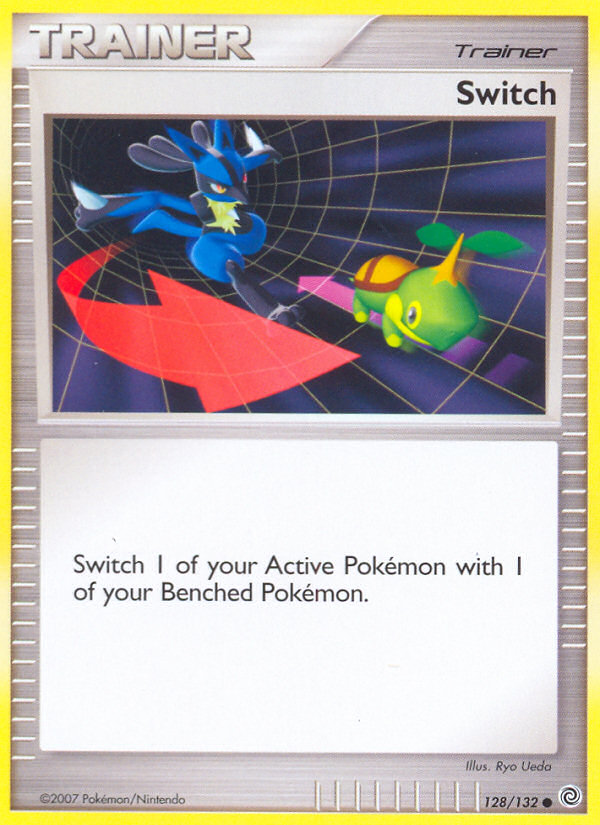 TRAINER
Trainer
Switch
Switch 1 of your Active Pokémon with 1
of your Benched Pokémon.
Illus. Ryo Ueda
©2007 Pokémon/Nintendo
128/132